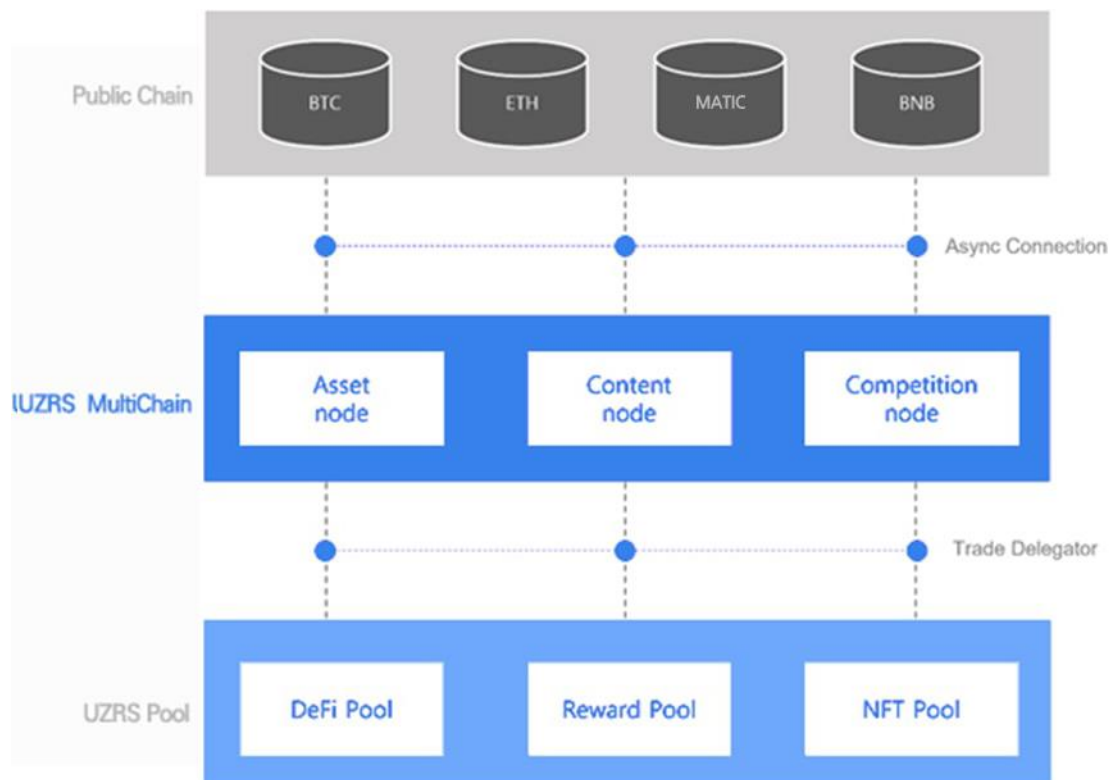 Public Chain
BTC
ETH
MATIC
BNB
Async Connection
UZRS MultiChain
Asset
node
Content
node
Competition
node
Trade Delegator
UZRS Pool
DeFi Pool
Reward Pool
NFT Pool